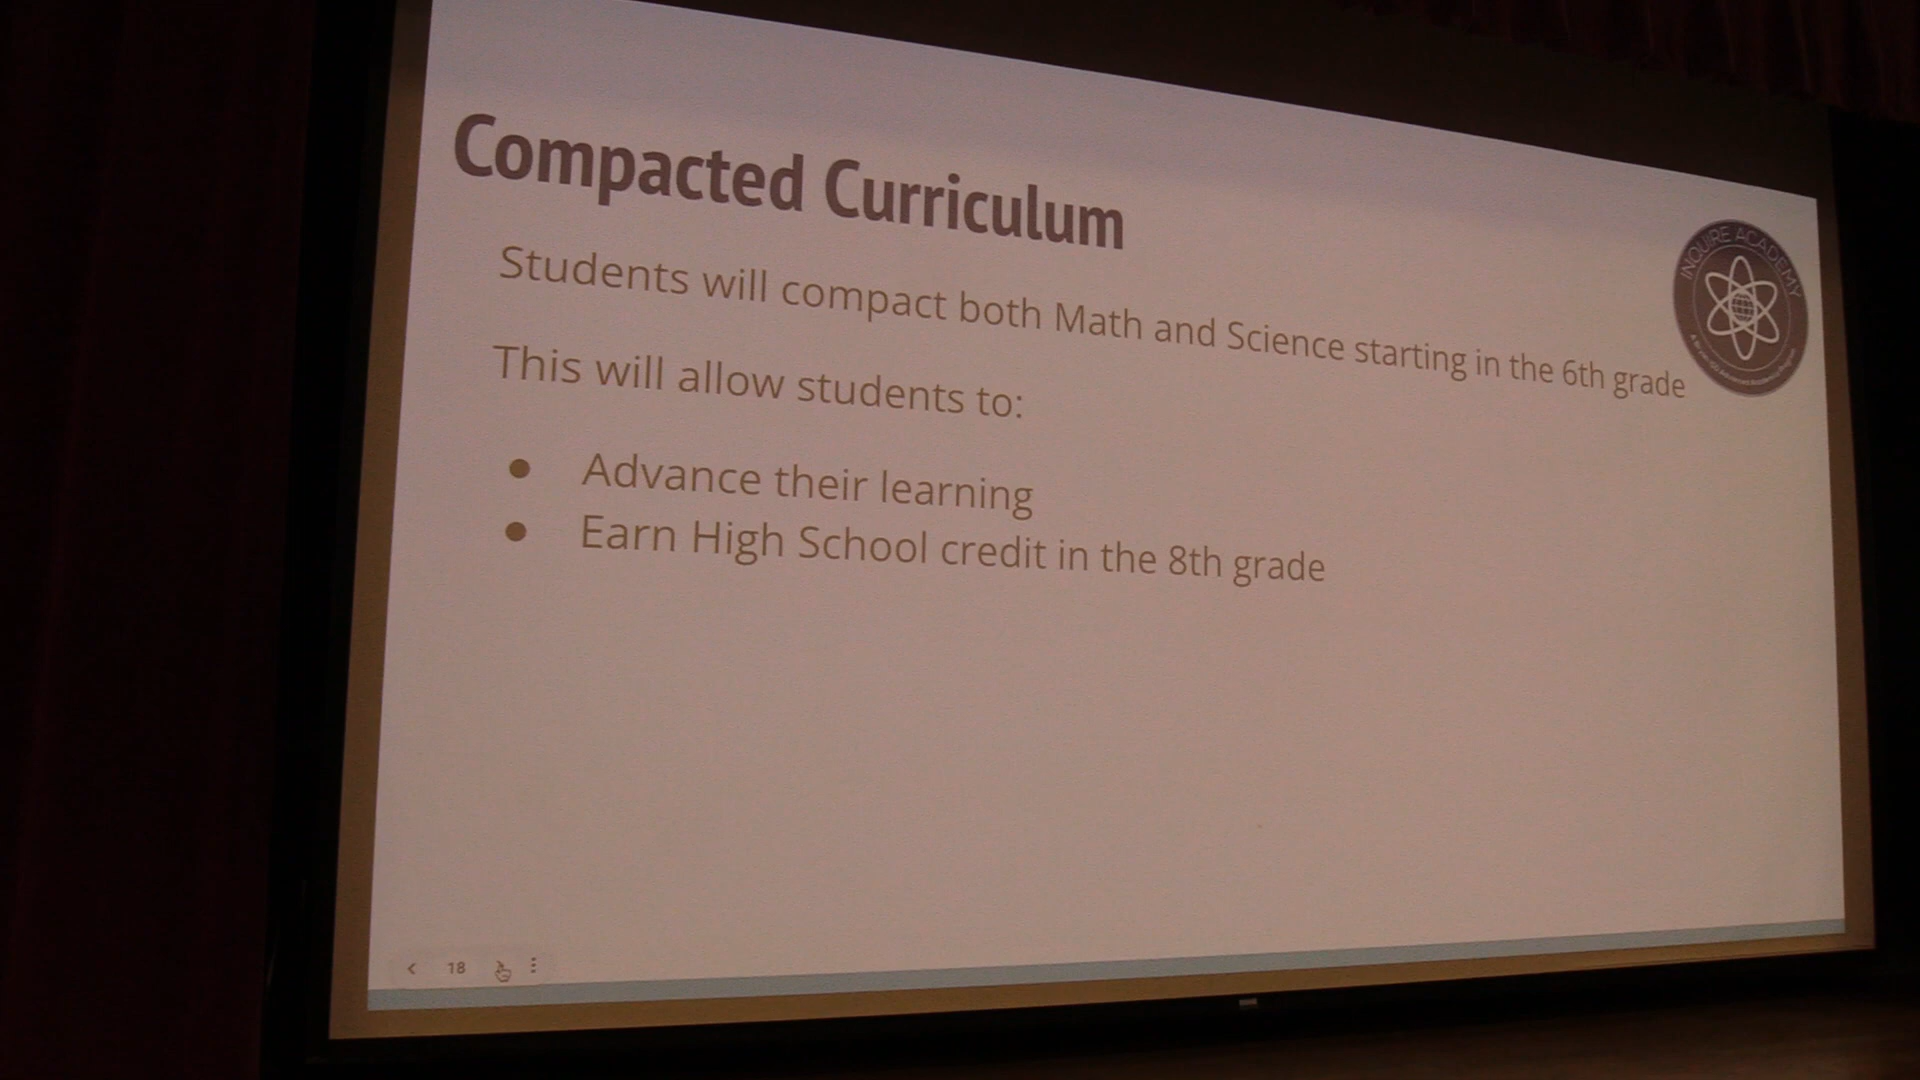 Compacted Curriculum
INQUIRE ACADEMY
Students will compact both Math and Science starting in the 6th grade
This will allow students to:
● Advance their learning
● Earn High School credit in the 8th grade
18